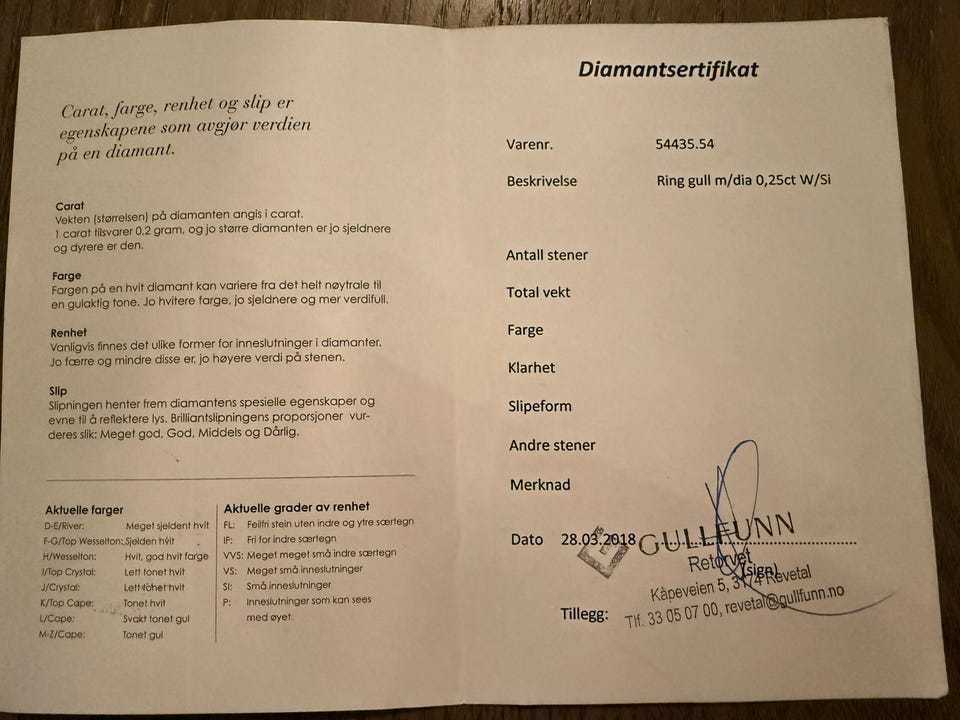 Carat, farge, renhet og slip er
egenskapene som avgjør verdien
på en diamant.
Carat
Vekten (størrelsen) på diamanten angis i carat.
1 carat tilsvarer 0,2 gram, og jo større diamanten er jo sjeldnere
og dyrere er den.
Farge
Fargen på en hvit diamant kan variere fra det helt nøytrale til
en gulaktig tone. Jo hvitere farge, jo sjeldnere og mer verdifull.
Renhet
Vanligvis finnes det ulike former for inneslutninger i diamanter.
Jo færre og mindre disse er, jo høyere verdi på stenen.
Slip
Slipningen henter frem diamantens spesielle egenskaper og
evne til å reflektere lys. Brilliantslipningens proporsjoner vur-
deres slik: Meget god, God, Middels og Dårlig.
Aktuelle farger
D-E/River: Meget sjeldent hvit
F-G/Top Wesselton: Sjelden hvit
H/Wesselton: Hvit, god hvit farge
I/Top Crystal: Lett tonet hvit
J/Crystal: Lett tonet hvit
K/Top Cape: Tonet hvit
L/Cape: Svakt tonet gul
M-Z/Cape: Tonet gul
Aktuelle grader av renhet
FL: Feilfri stein uten indre og ytre særtegn
IF: Fri for indre særtegn
VVS: Meget meget små indre særtegn
VS: Meget små inneslutninger
SI: Små inneslutninger
P: Inneslutninger som kan sees
med øyet.
Diamantsertifikat
Varenr. 54435.54
Beskrivelse Ring gull m/dia 0,25ct W/Si
Antall stener
Total vekt
Farge
Klarhet
Slipeform
Andre stener
Merknad
Dato 28.03.2018
GULLFUNN
Retorvet
(sign)
Kåpeveien 5, 3174 Revetal
Tillegg:
Tlf. 33 05 07 00, revetal@gullfunn.no